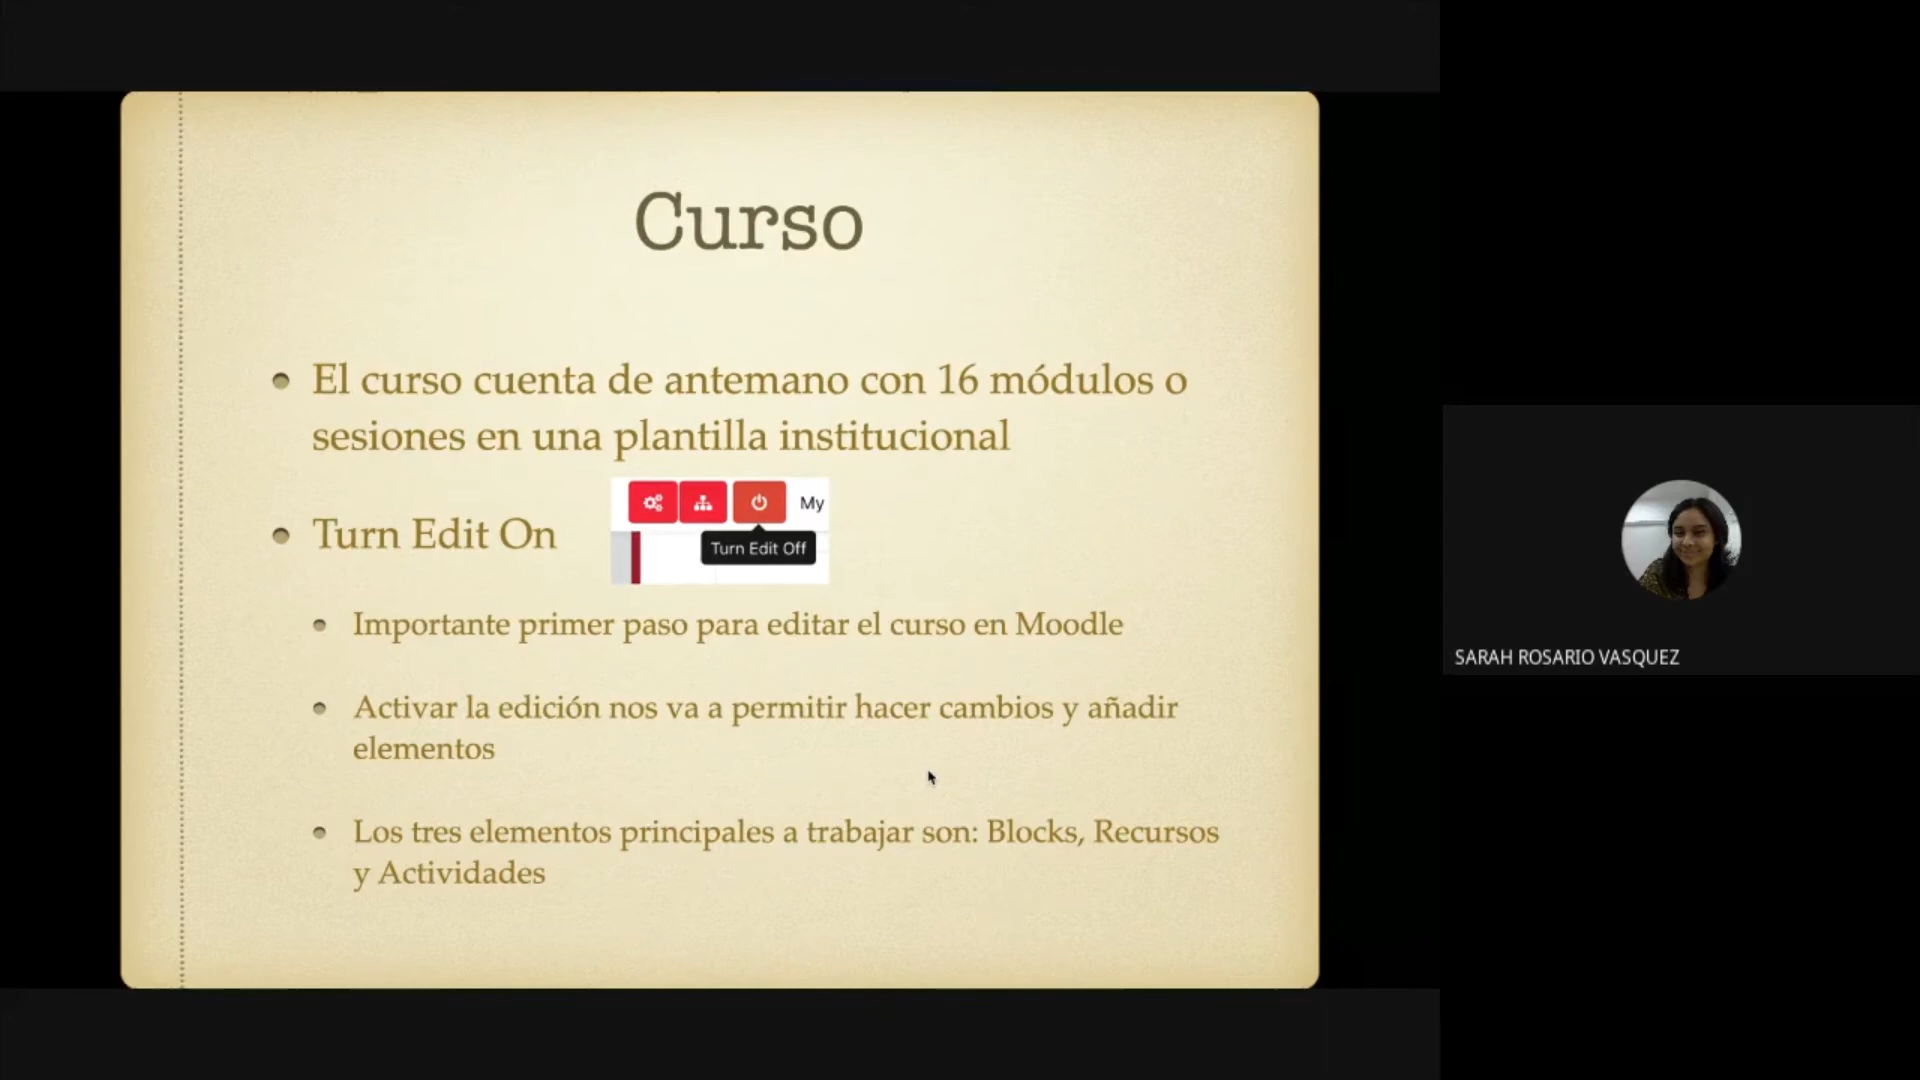 Curso
El curso cuenta de antemano con 16 módulos o
sesiones en una plantilla institucional
Turn Edit On
My
Turn Edit Off
Importante primer paso para editar el curso en Moodle
Activar la edición nos va a permitir hacer cambios y añadir
elementos
Los tres elementos principales a trabajar son: Blocks, Recursos
y Actividades
SARAH ROSARIO VASQUEZ